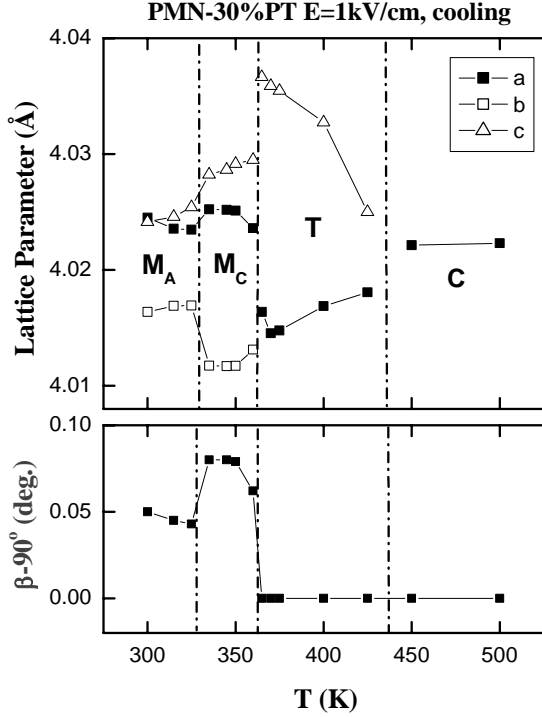 PMN-30%PT E=1kV/cm, cooling
4.04
4.03
4.02
4.01
Lattice Parameter (Å)
a
b
c
M_A
M_C
T
C
0.10
0.05
0.00
β-90° (deg.)
300 350 400 450 500
T (K)